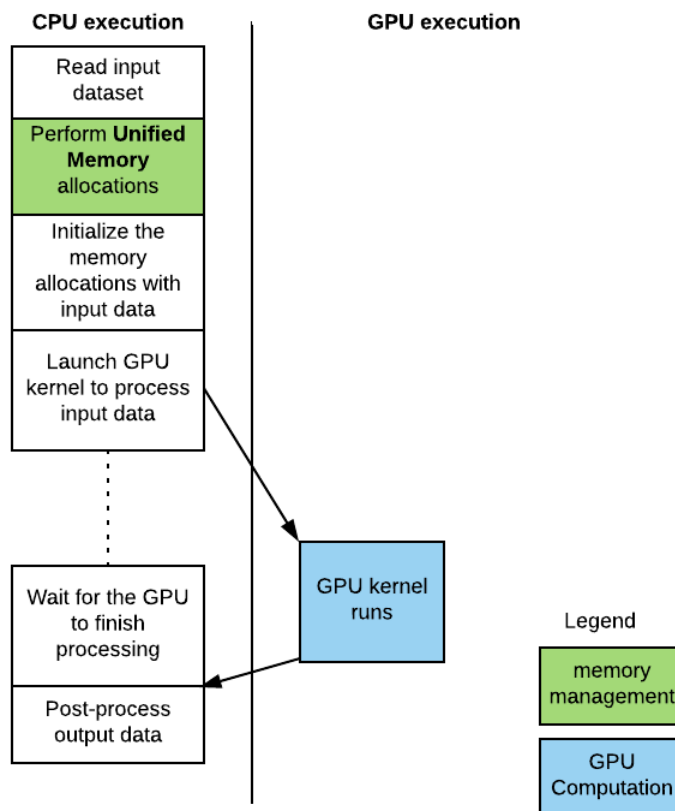 CPU execution
GPU execution
Read input
dataset
Perform Unified
Memory
allocations
Initialize the
memory
allocations with
input data
Launch GPU
kernel to process
input data
GPU kernel
runs
Wait for the GPU
to finish
processing
Post-process
output data
Legend
memory
management
GPU
Computation